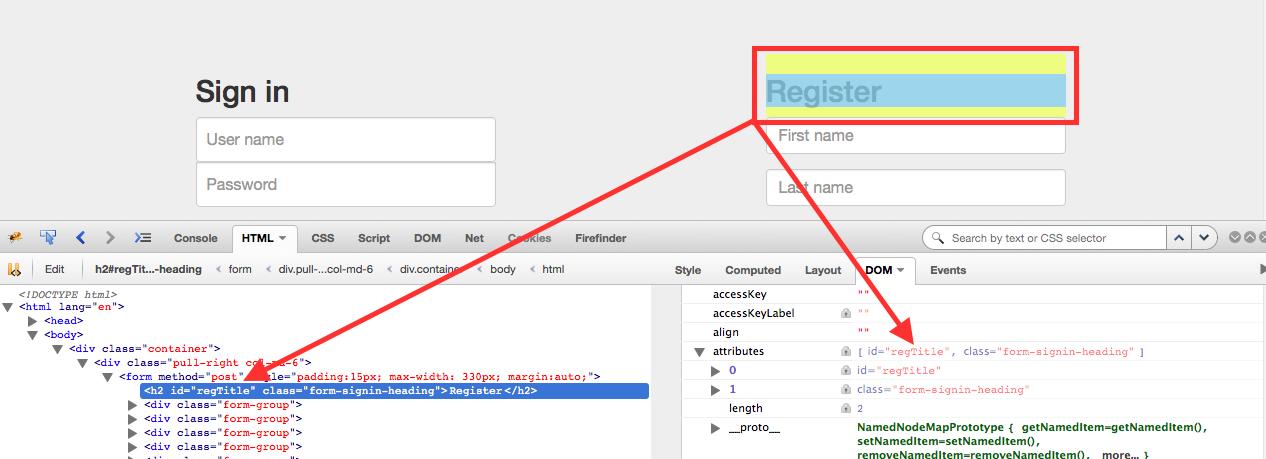 Sign in
Register
User name
First name
Password
Last name
Console HTML CSS Script DOM Net Cookies Firefinder
Search by text or CSS selector
Edit h2#regTit...-heading form div.pull-...col-md-6 div.container body html
Style Computed Layout DOM Events
<!DOCTYPE html>
<html lang="en">
<head>
<body>
<div class="container">
<div class="pull-right col-md-6">
<form method="post" style="padding:15px; max-width: 330px; margin:auto;">
<h2 id="regTitle" class="form-signin-heading">Register</h2>
<div class="form-group">
<div class="form-group">
<div class="form-group">
<div class="form-group">
<div class="form-group">
accessKey ""
accessKeyLabel ""
align ""
attributes [ id="regTitle", class="form-signin-heading" ]
0 id="regTitle"
1 class="form-signin-heading"
length 2
__proto__ NamedNodeMapPrototype { getNamedItem=getNamedItem(),
setNamedItem=setNamedItem(),
removeNamedItem=removeNamedItem(), more... }